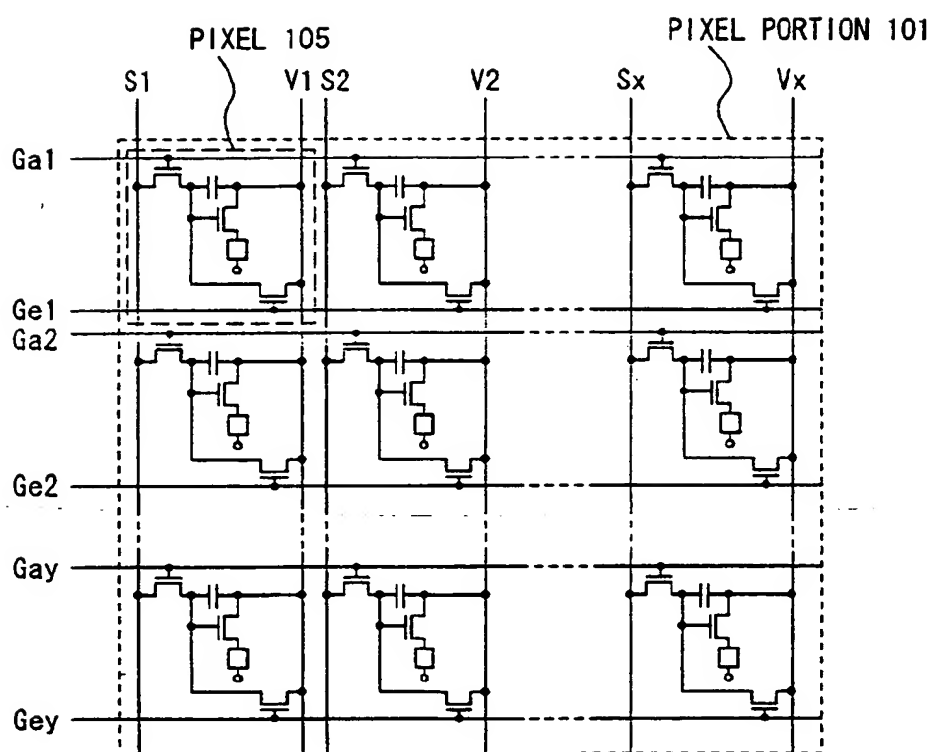 PIXEL 105
PIXEL PORTION 101
S1 V1 S2 V2 Sx Vx
Ga1
Ge1
Ga2
Ge2
Gay
Gey